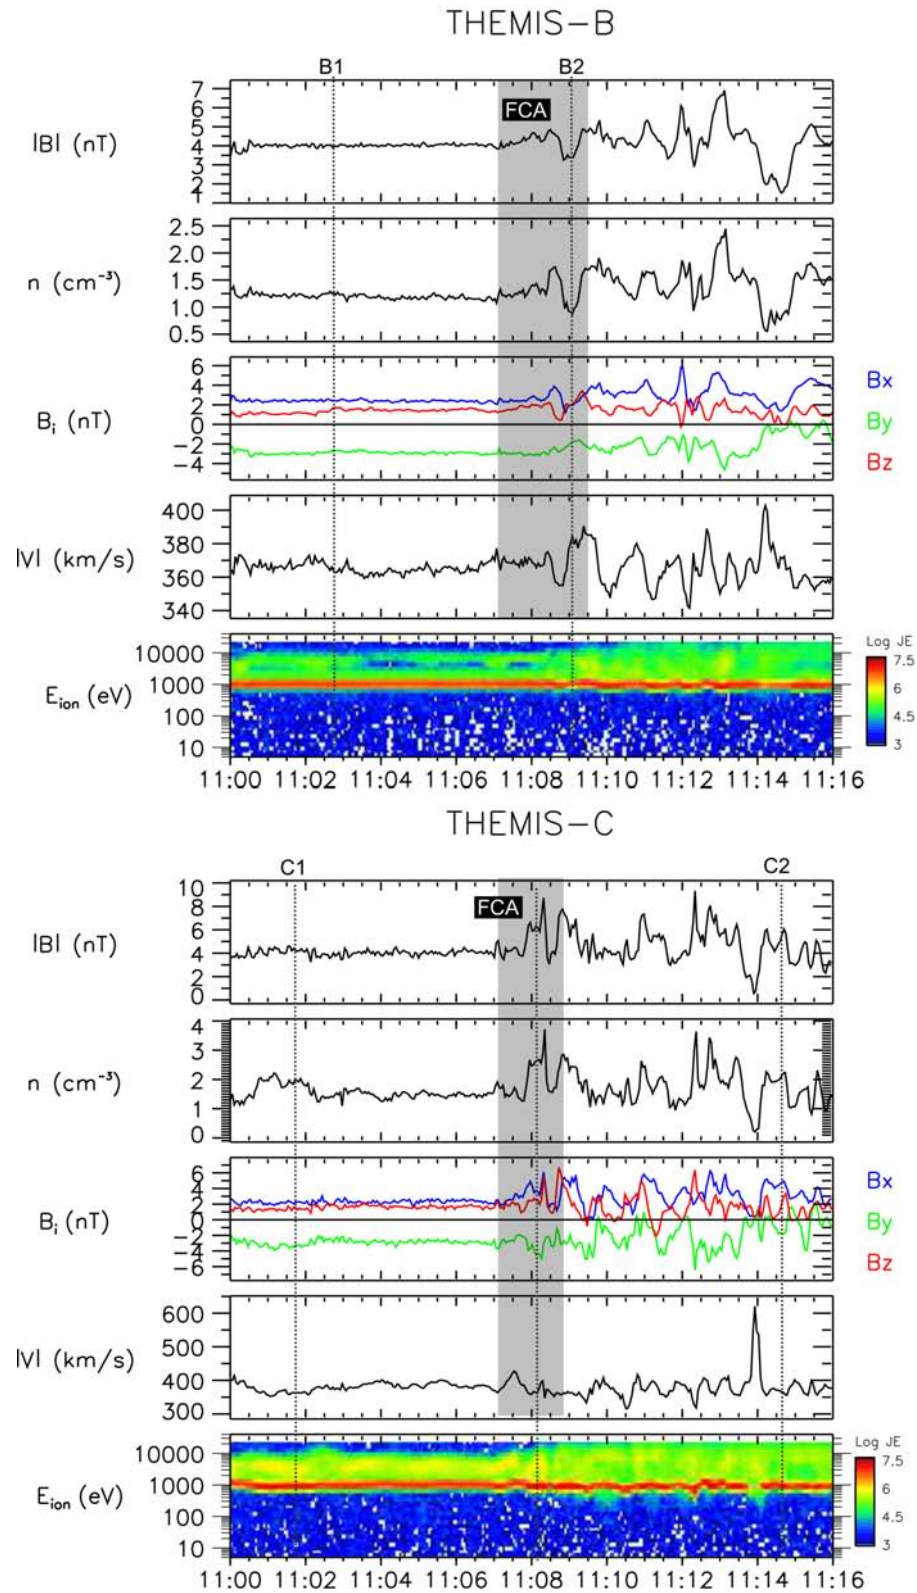 THEMIS-B
B1 B2
FCA
|B| (nT)
7
6
5
4
3
2
1
n (cm⁻³)
2.5
2.0
1.5
1.0
0.5
B_i (nT)
6
4
2
0
-2
-4
Bx
By
Bz
|V| (km/s)
400
380
360
340
E_ion (eV)
10000
1000
100
10
Log JE
7.5
6
4.5
3
11:00 11:02 11:04 11:06 11:08 11:10 11:12 11:14 11:16
THEMIS-C
C1 C2
FCA
|B| (nT)
10
8
6
4
2
0
n (cm⁻³)
4
3
2
1
0
B_i (nT)
6
4
2
0
-2
-4
-6
Bx
By
Bz
|V| (km/s)
600
500
400
300
E_ion (eV)
10000
1000
100
10
Log JE
7.5
6
4.5
3
11:00 11:02 11:04 11:06 11:08 11:10 11:12 11:14 11:16